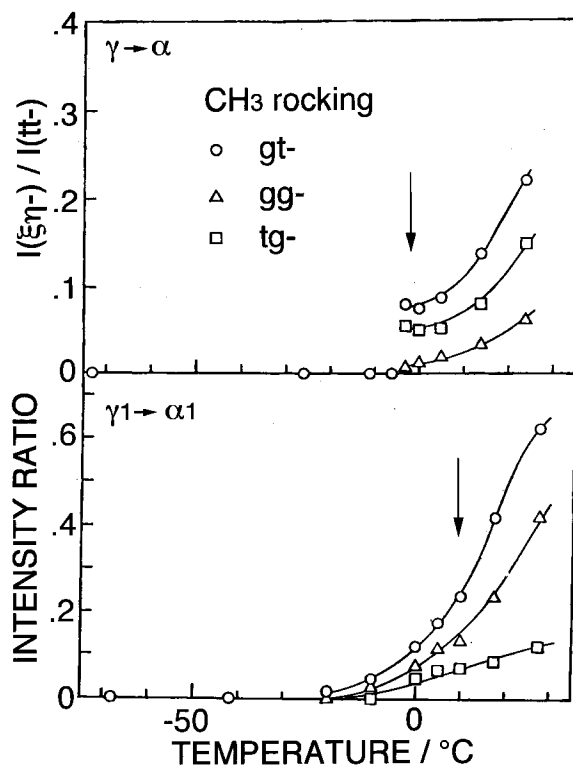 .4
γ→α
.3
CH3 rocking
gt-
gg-
tg-
.2
.1
0
I(ξη-) / I(tt-)
γ1→α1
.6
.4
.2
0
INTENSITY RATIO
-50
0
TEMPERATURE / °C